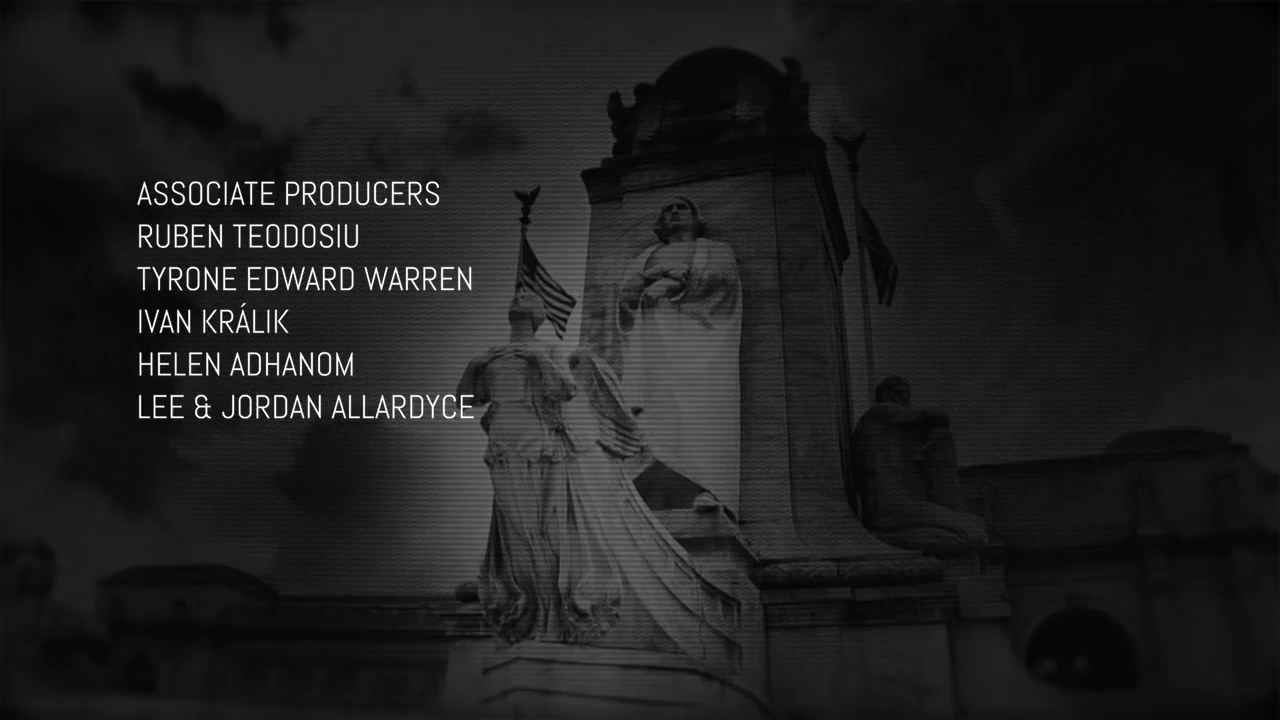 ASSOCIATE PRODUCERS
RUBEN TEODOSIU
TYRONE EDWARD WARREN
IVAN KRÁLIK
HELEN ADHANOM
LEE & JORDAN ALLARDYCE